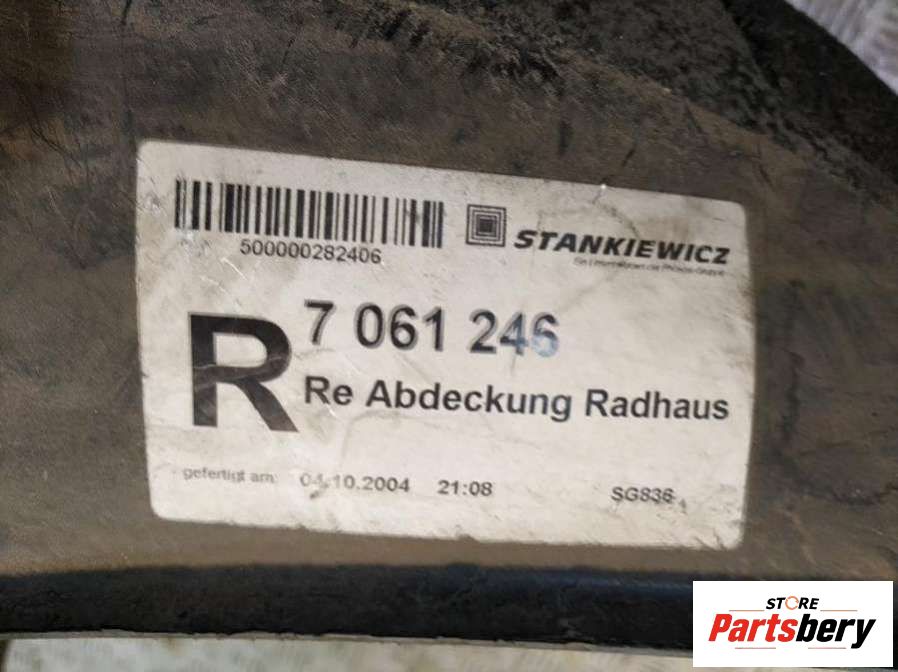 500000282406
STANKIEWICZ
R
7 061 246
Re Abdeckung Radhaus
gefertigt am: 04.10.2004 21:08 SG836
STORE
Partsbery